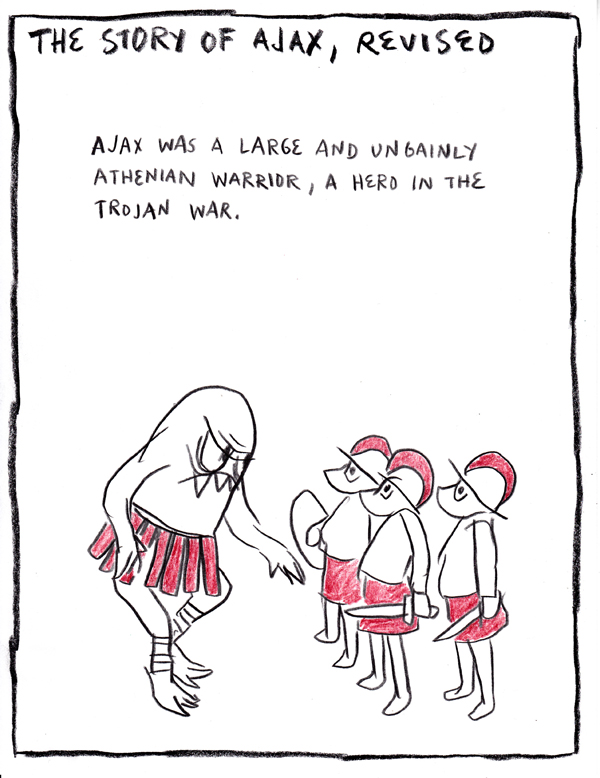 THE STORY OF AJAX, REVISED
AJAX WAS A LARGE AND UNGAINLY
ATHENIAN WARRIOR, A HERO IN THE
TROJAN WAR.